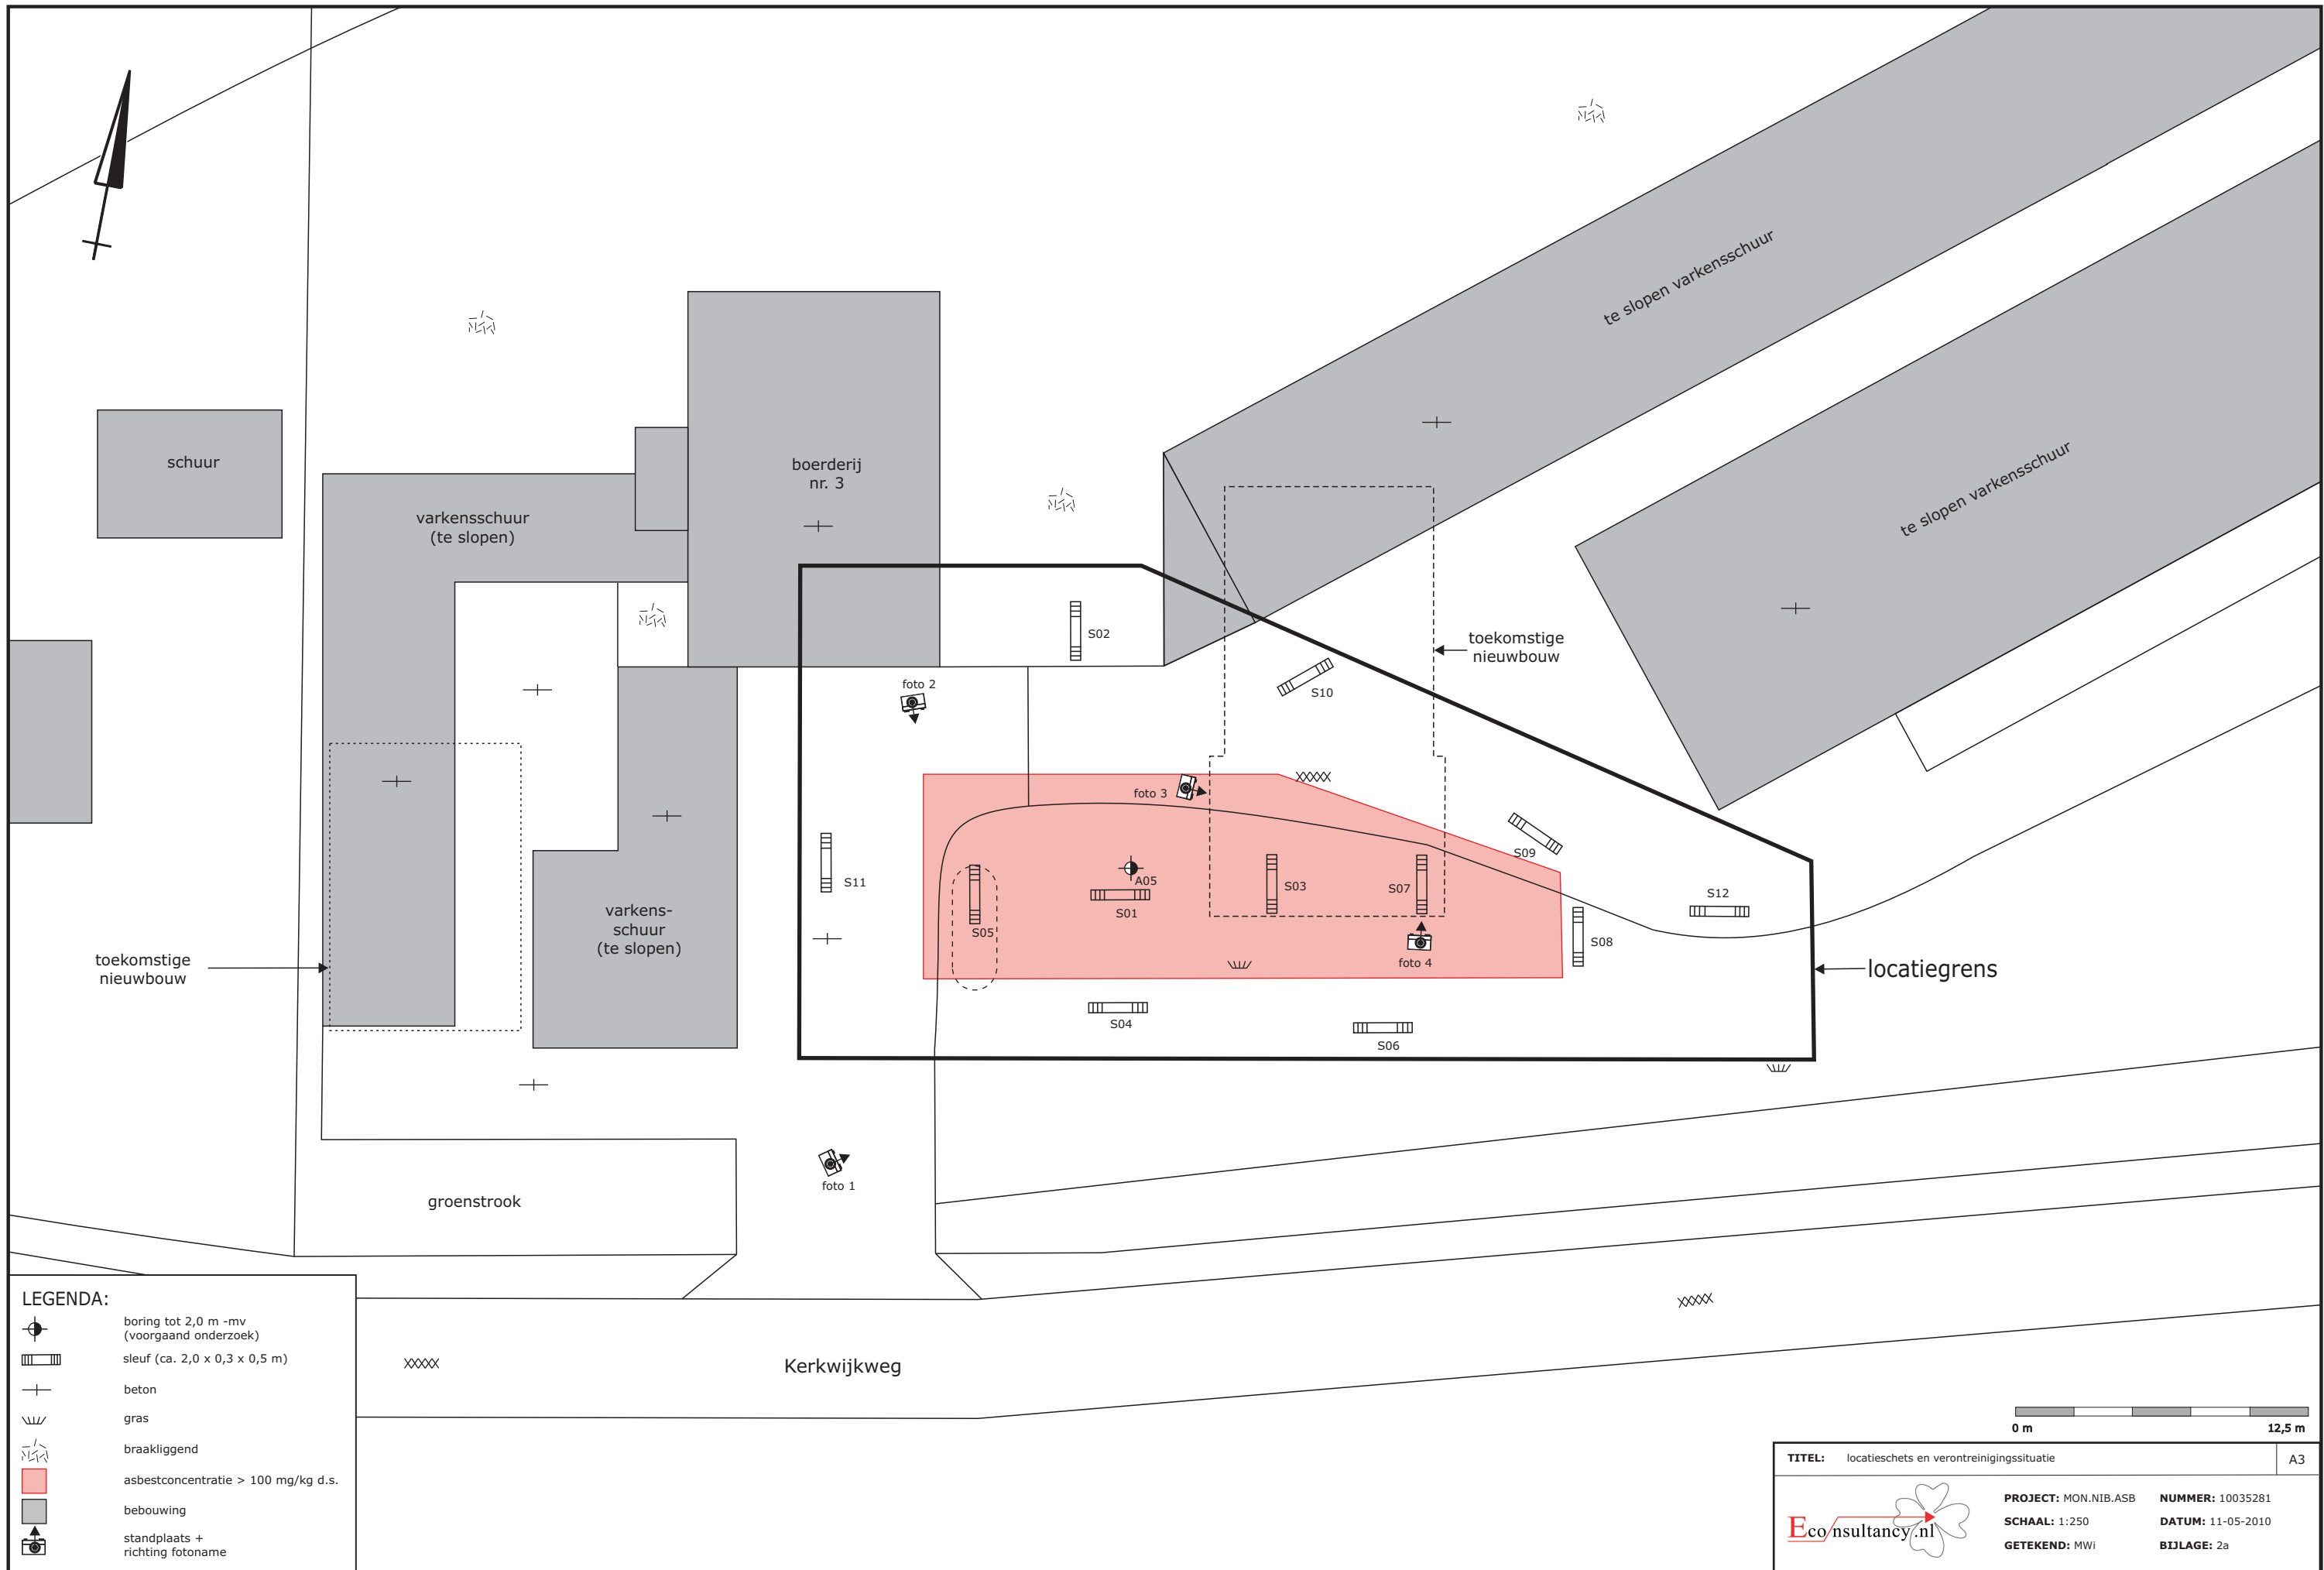 te slopen varkensschuur
te slopen varkensschuur
schuur
boerderij
nr. 3
varkensschuur
(te slopen)
S02
toekomstige
nieuwbouw
foto 2
S10
foto 3
S09
S11
A05
S03
S07
S12
S01
varkens-
schuur
(te slopen)
S05
S08
toekomstige
nieuwbouw
foto 4
locatiegrens
S04
S06
foto 1
groenstrook
Kerkwijkweg
LEGENDA:
boring tot 2,0 m -mv
(voorgaand onderzoek)
sleuf (ca. 2,0 x 0,3 x 0,5 m)
beton
gras
braakliggend
asbestconcentratie > 100 mg/kg d.s.
bebouwing
standplaats +
richting fotoname
0 m 12,5 m
TITEL: locatieschets en verontreinigingssituatie A3
Econsultancy.nl
PROJECT: MON.NIB.ASB NUMMER: 10035281
SCHAAL: 1:250 DATUM: 11-05-2010
GETEKEND: MWi BIJLAGE: 2a